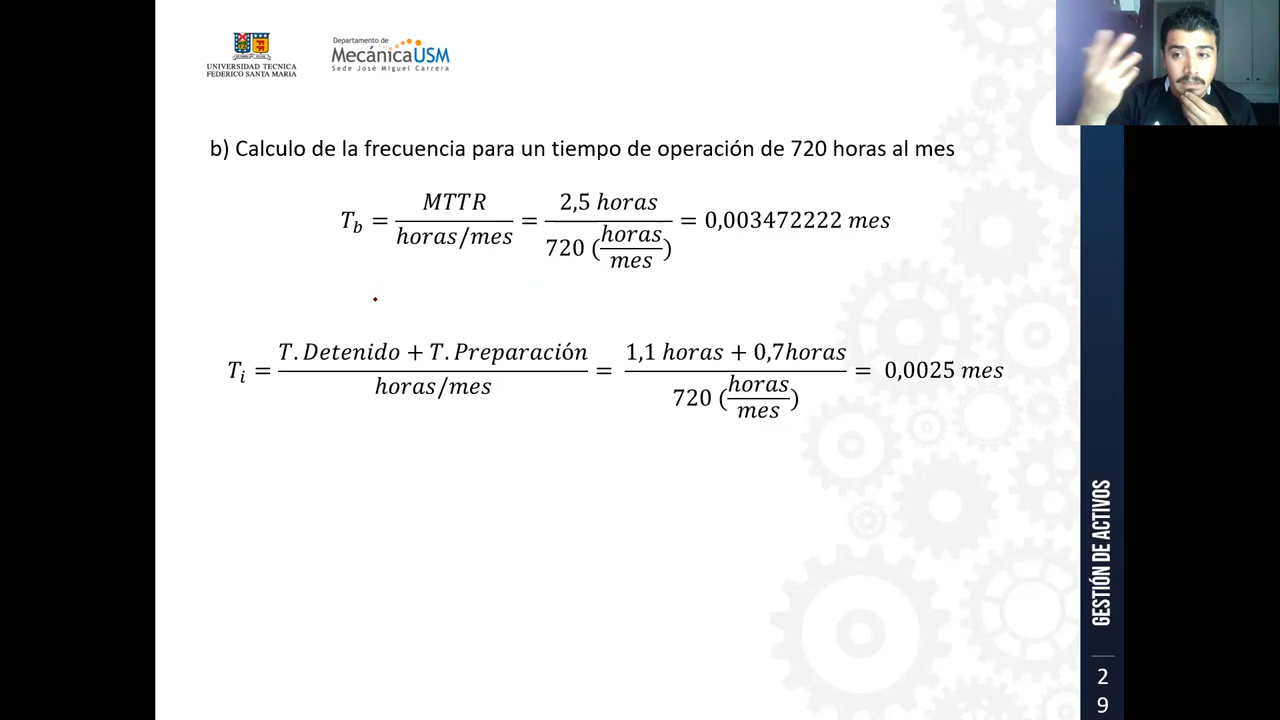 UNIVERSIDAD TECNICA
FEDERICO SANTA MARIA
Departamento de
MecánicaUSM
Sede José Miguel Carrera
b) Calculo de la frecuencia para un tiempo de operación de 720 horas al mes
T_b = MTTR / (horas/mes) = 2,5 horas / 720 (horas/mes) = 0,003472222 mes
T_i = (T. Detenido + T. Preparación) / (horas/mes) = (1,1 horas + 0,7horas) / 720 (horas/mes) = 0,0025 mes
GESTIÓN DE ACTIVOS
2
9